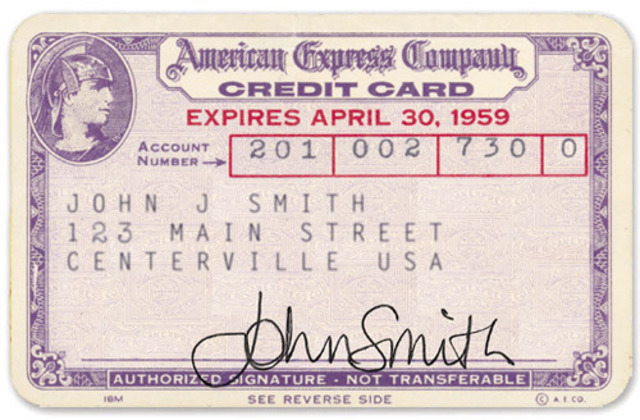 American Express Company
CREDIT CARD
EXPIRES APRIL 30, 1959
ACCOUNT
NUMBER → 201 002 730 0
JOHN J SMITH
123 MAIN STREET
CENTERVILLE USA
John Smith
AUTHORIZED SIGNATURE - NOT TRANSFERABLE
IBM SEE REVERSE SIDE © A.E.CO.